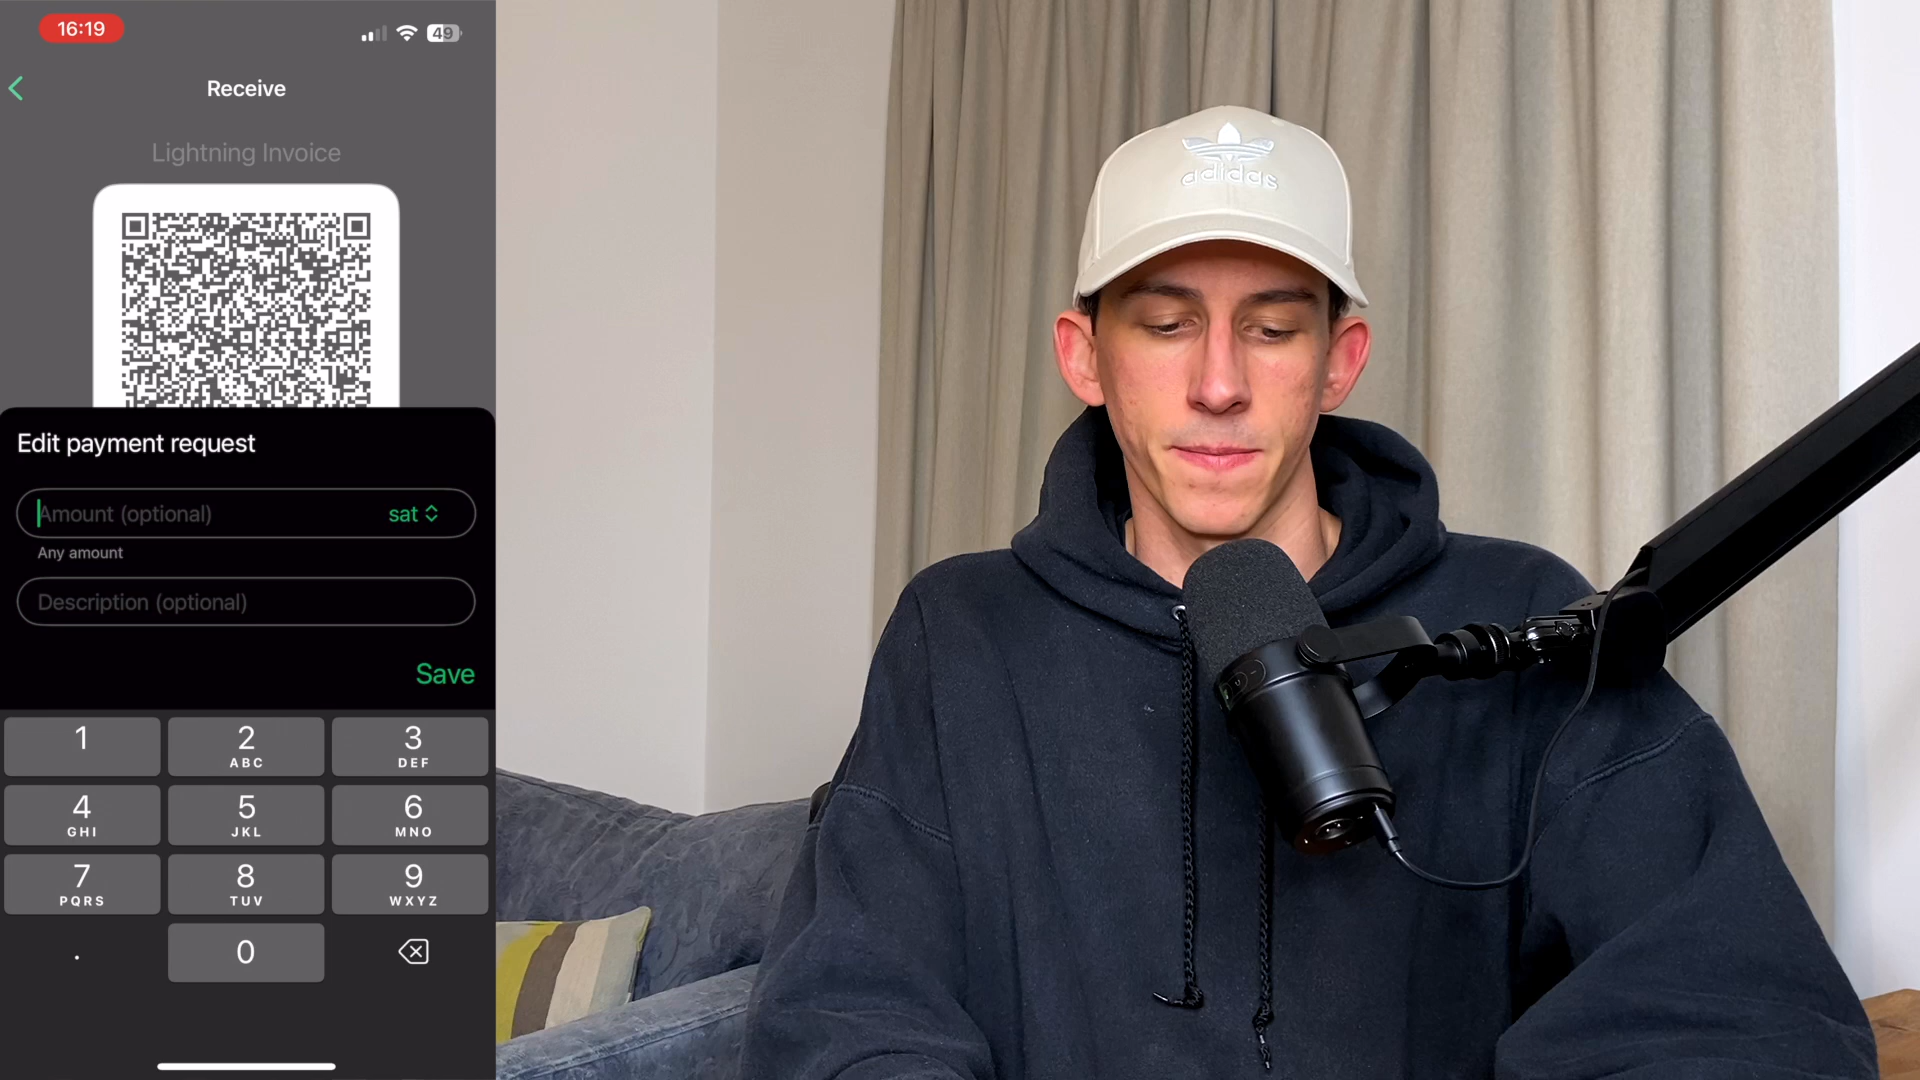 16:19
49
Receive
Lightning Invoice
Edit payment request
Amount (optional)
sat
Any amount
Description (optional)
Save
1
2
ABC
3
DEF
4
GHI
5
JKL
6
MNO
7
PQRS
8
TUV
9
WXYZ
.
0
adidas